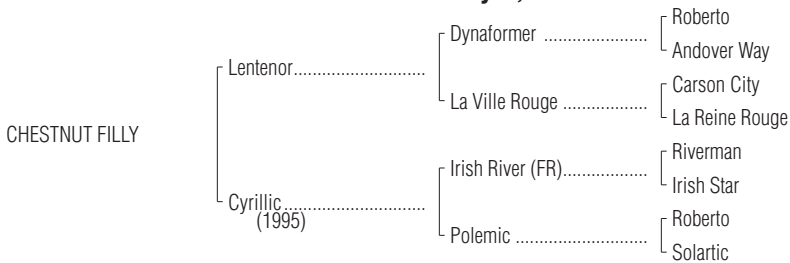 Roberto
Dynaformer ......................
Andover Way
Lentenor............................
Carson City
La Ville Rouge ..................
La Reine Rouge
CHESTNUT FILLY
Riverman
Irish River (FR)..................
Irish Star
Cyrillic..............................
(1995)
Roberto
Polemic ............................
Solartic